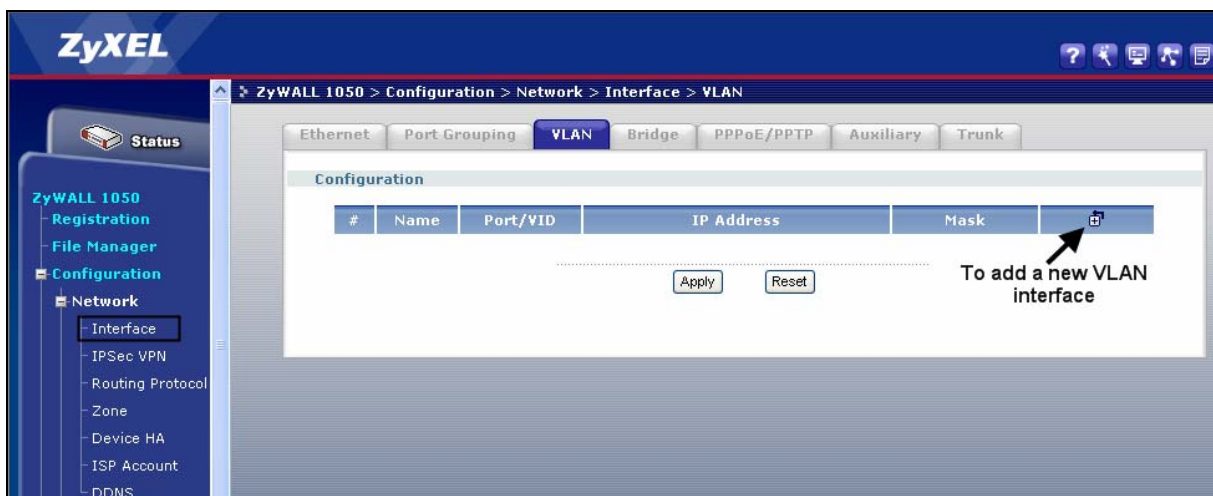 ZyXEL
ZyWALL 1050 > Configuration > Network > Interface > VLAN
Status
ZyWALL 1050
Registration
File Manager
Configuration
Network
Interface
IPSec VPN
Routing Protocol
Zone
Device HA
ISP Account
DDNS
Ethernet Port Grouping VLAN Bridge PPPoE/PPTP Auxiliary Trunk
Configuration
# Name Port/VID IP Address Mask
Apply Reset
To add a new VLAN
interface